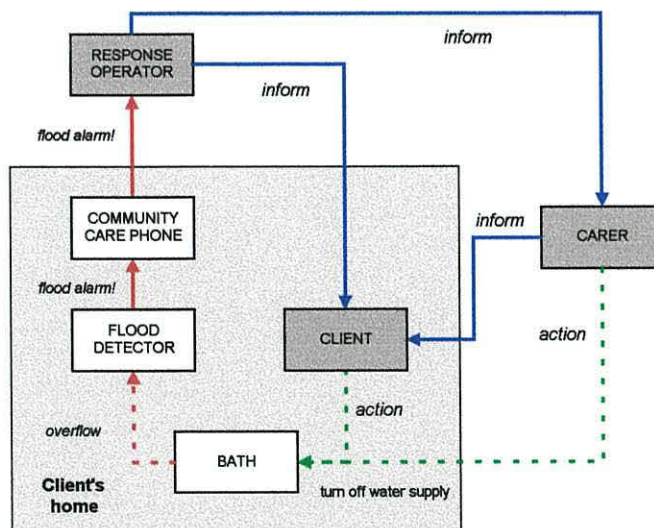 RESPONSE
OPERATOR
inform
inform
flood alarm!
COMMUNITY
CARE PHONE
inform
CARER
flood alarm!
FLOOD
DETECTOR
CLIENT
action
action
overflow
BATH
Client's
home
turn off water supply